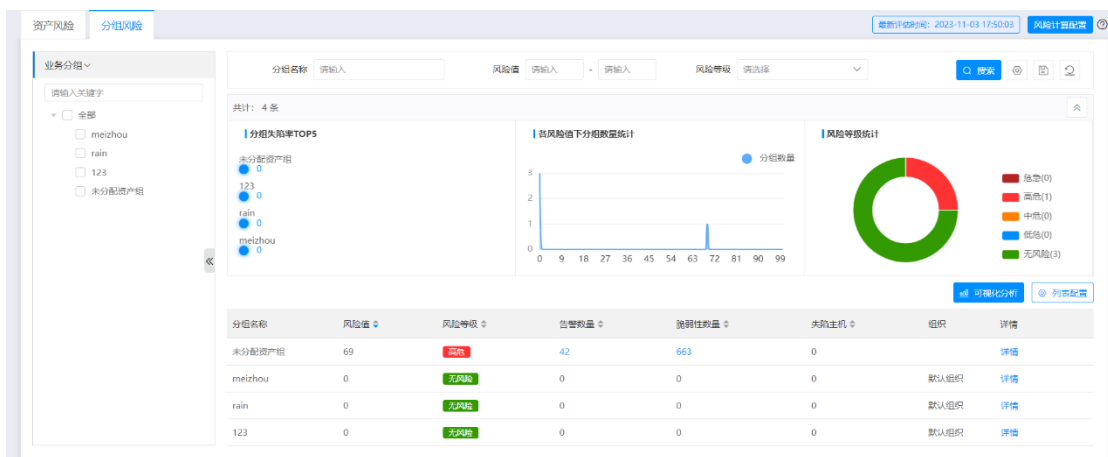 资产风险 分组风险 最新评估时间：2023-11-03 17:50:03 风险计算配置
业务分组
请输入关键字
全部
meizhou
rain
123
未分配资产组
分组名称 请输入 风险值 请输入 - 请输入 风险等级 请选择 搜索
共计： 4 条
分组失陷率TOP5
未分配资产组
0
123
0
rain
0
meizhou
0
各风险值下分组数量统计
分组数量
3
2
1
0
0 9 18 27 36 45 54 63 72 81 90 99
风险等级统计
危急(0)
高危(1)
中危(0)
低危(0)
无风险(3)
可视化分析 列表配置
分组名称 风险值 风险等级 告警数量 脆弱性数量 失陷主机 组织 详情
未分配资产组 69 高危 42 663 0 详情
meizhou 0 无风险 0 0 0 默认组织 详情
rain 0 无风险 0 0 0 默认组织 详情
123 0 无风险 0 0 0 默认组织 详情